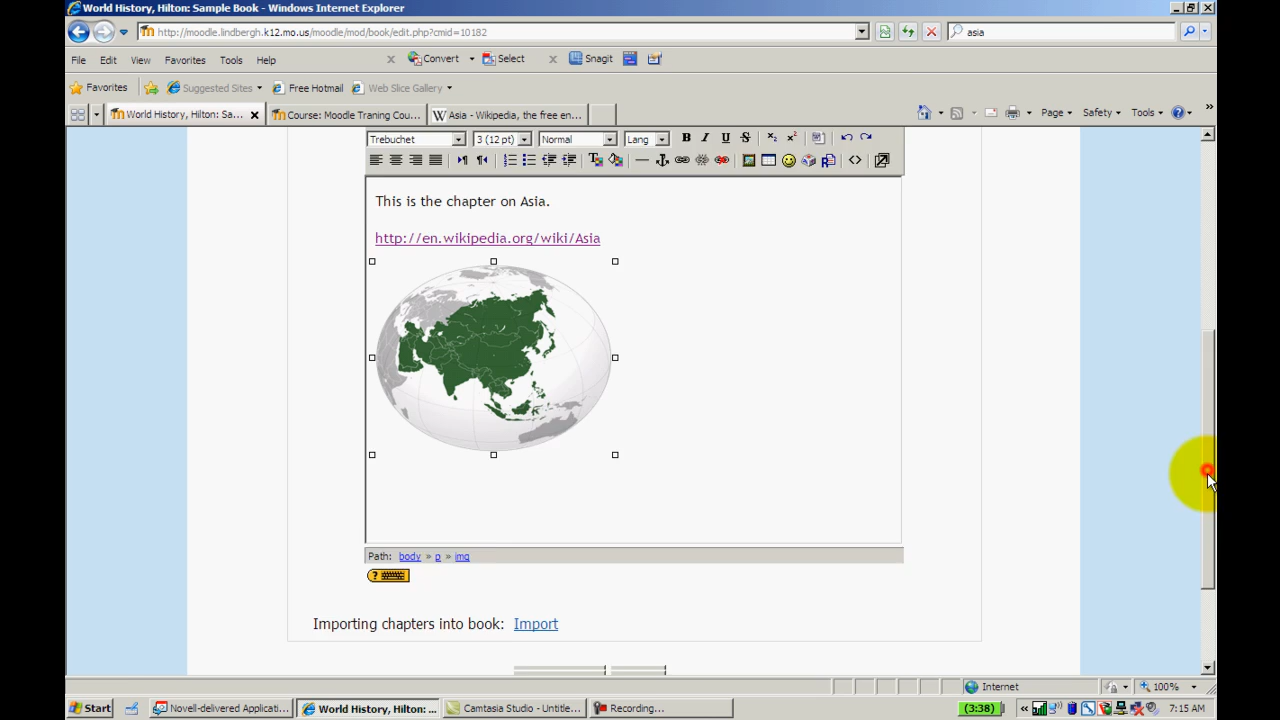 World History, Hilton: Sample Book - Windows Internet Explorer
http://moodle.lindbergh.k12.mo.us/moodle/mod/book/edit.php?cmid=10182
asia
File Edit View Favorites Tools Help
Convert Select Snagit
Favorites Suggested Sites Free Hotmail Web Slice Gallery
World History, Hilton: Sa... Course: Moodle Traning Cou... W Asia - Wikipedia, the free en... Page Safety Tools
Trebuchet 3 (12 pt) Normal Lang B I U S
This is the chapter on Asia.
http://en.wikipedia.org/wiki/Asia
Path: body » p » img
?
Importing chapters into book: Import
Internet 100%
Start Novell-delivered Applicati... World History, Hilton: ... Camtasia Studio - Untitle... Recording... (3:38) 7:15 AM